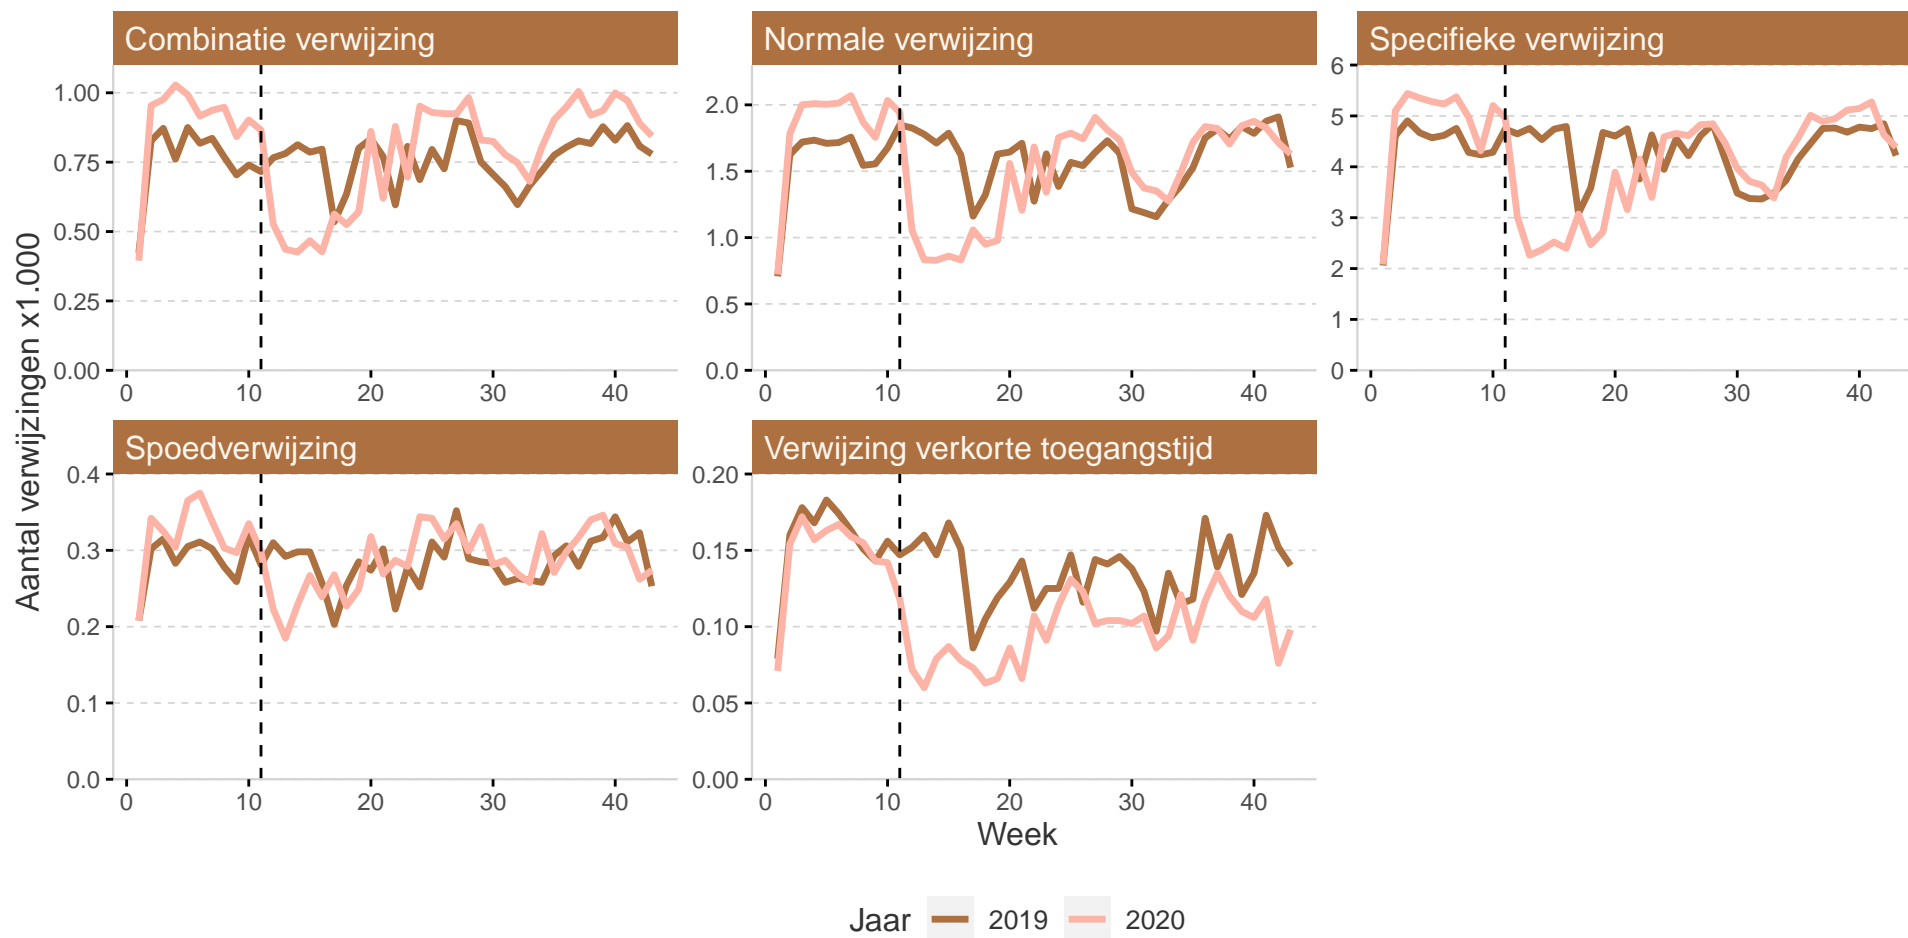 Combinatie verwijzing
Normale verwijzing
Specifieke verwijzing
1.00
0.75
0.50
0.25
0.00
0 10 20 30 40
2.0
1.5
1.0
0.5
0.0
0 10 20 30 40
6
5
4
3
2
1
0
0 10 20 30 40
Aantal verwijzingen x1.000
Spoedverwijzing
Verwijzing verkorte toegangstijd
0.4
0.3
0.2
0.1
0.0
0 10 20 30 40
0.20
0.15
0.10
0.05
0.00
0 10 20 30 40
Week
Jaar 2019 2020